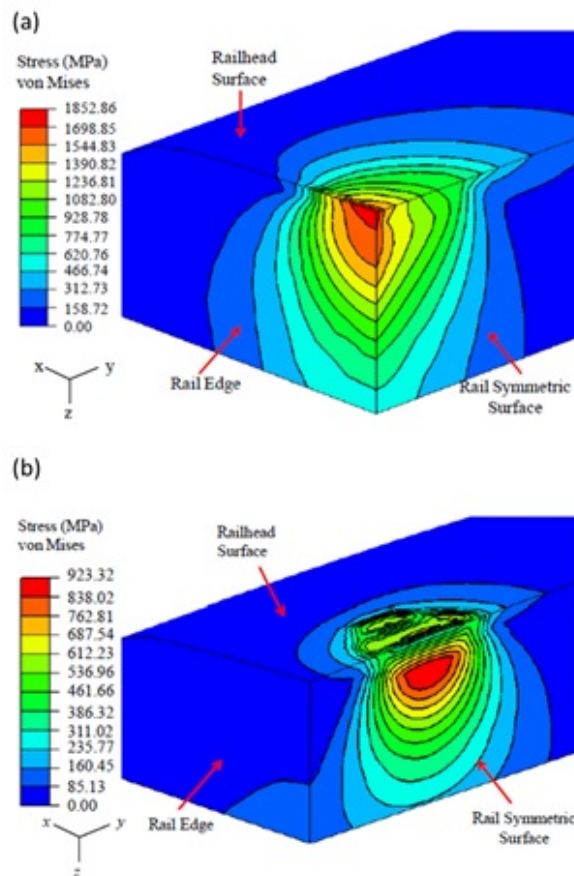 (a)
Stress (MPa)
von Mises
1852.86
1698.85
1544.83
1390.82
1236.81
1082.80
928.78
774.77
620.76
466.74
312.73
158.72
0.00
Railhead
Surface
x
y
z
Rail Edge
Rail Symmetric
Surface
(b)
Stress (MPa)
von Mises
923.32
838.02
762.81
687.54
612.23
536.96
461.66
386.32
311.02
235.77
160.45
85.13
0.00
Railhead
Surface
x
y
z
Rail Edge
Rail Symmetric
Surface